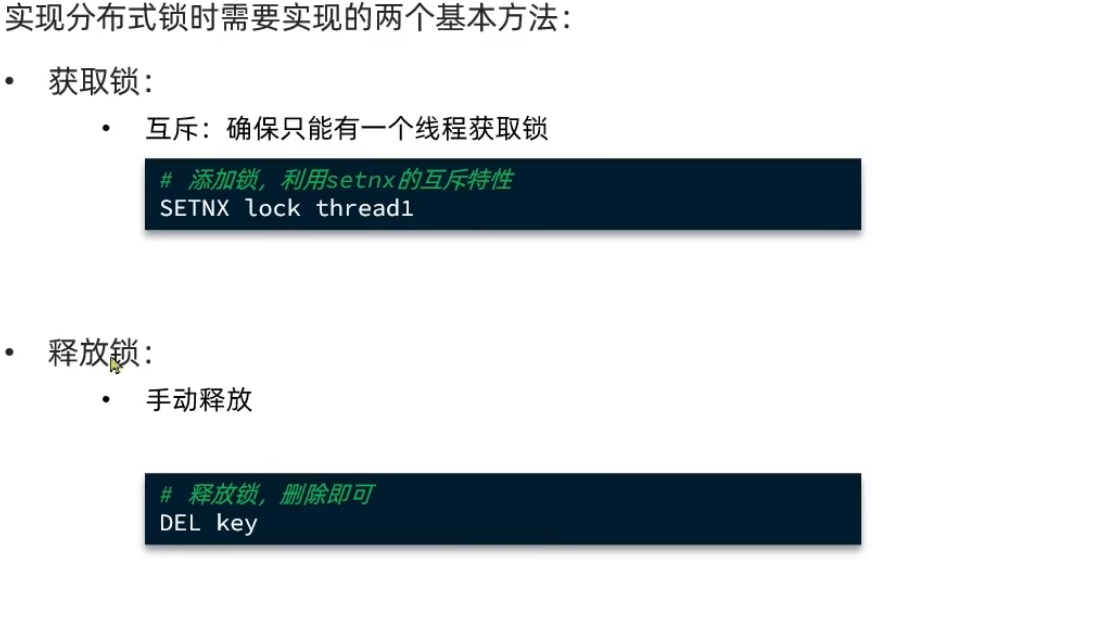 实现分布式锁时需要实现的两个基本方法：
• 获取锁：
• 互斥：确保只能有一个线程获取锁
# 添加锁，利用setnx的互斥特性
SETNX lock thread1
• 释放锁：
• 手动释放
# 释放锁，删除即可
DEL key